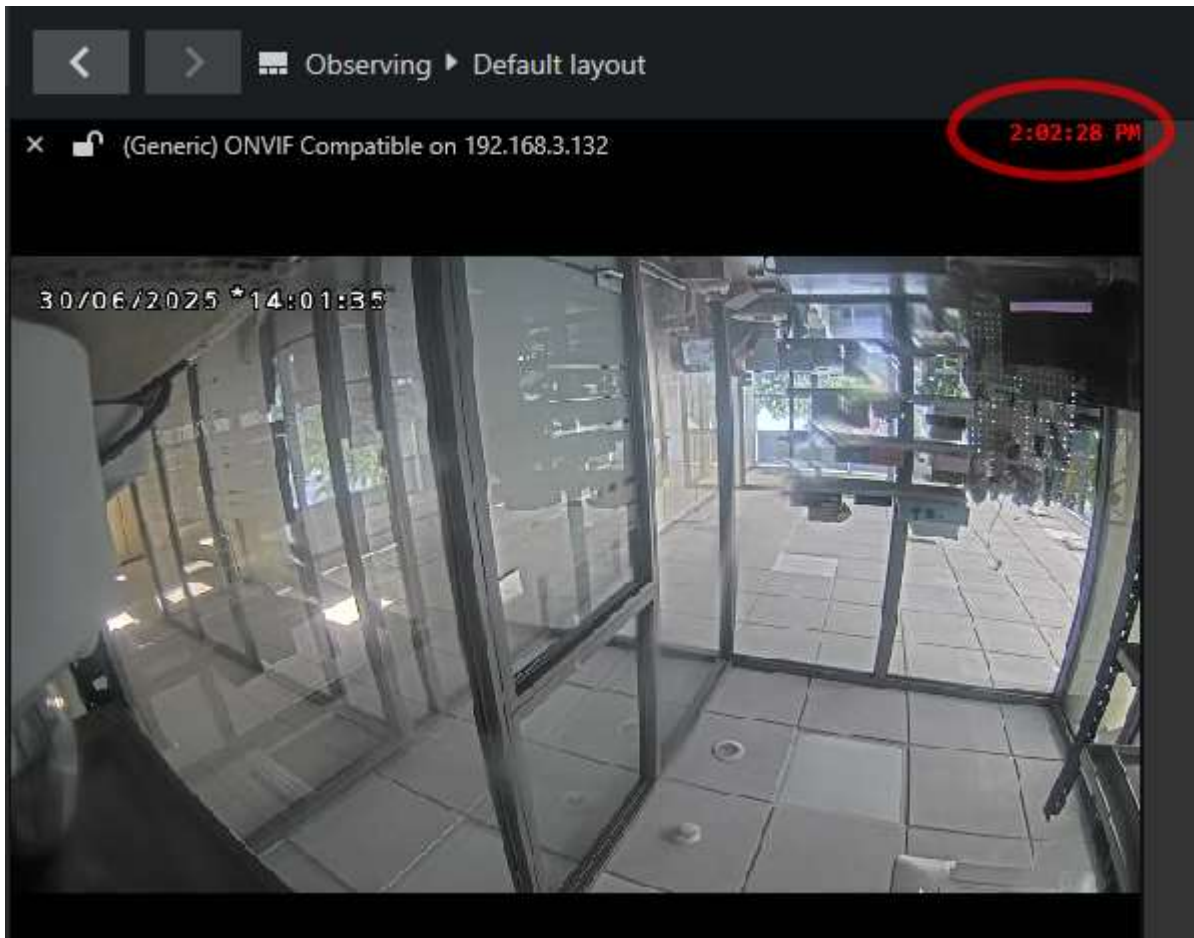 Observing Default layout
(Generic) ONVIF Compatible on 192.168.3.132
2:02:28 PM
30/06/2025 *14:01:35